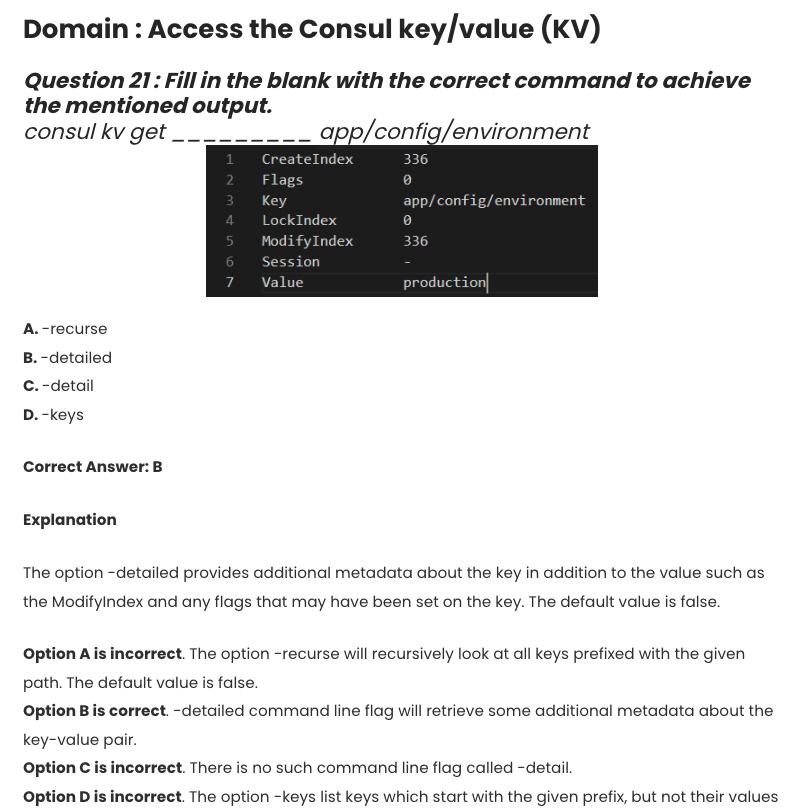 Domain : Access the Consul key/value (KV)
Question 21 : Fill in the blank with the correct command to achieve
the mentioned output.
consul kv get _________ app/config/environment
1 CreateIndex 336
2 Flags 0
3 Key app/config/environment
4 LockIndex 0
5 ModifyIndex 336
6 Session -
7 Value production
A. -recurse
B. -detailed
C. -detail
D. -keys
Correct Answer: B
Explanation
The option -detailed provides additional metadata about the key in addition to the value such as
the ModifyIndex and any flags that may have been set on the key. The default value is false.
Option A is incorrect. The option -recurse will recursively look at all keys prefixed with the given
path. The default value is false.
Option B is correct. -detailed command line flag will retrieve some additional metadata about the
key-value pair.
Option C is incorrect. There is no such command line flag called -detail.
Option D is incorrect. The option -keys list keys which start with the given prefix, but not their values